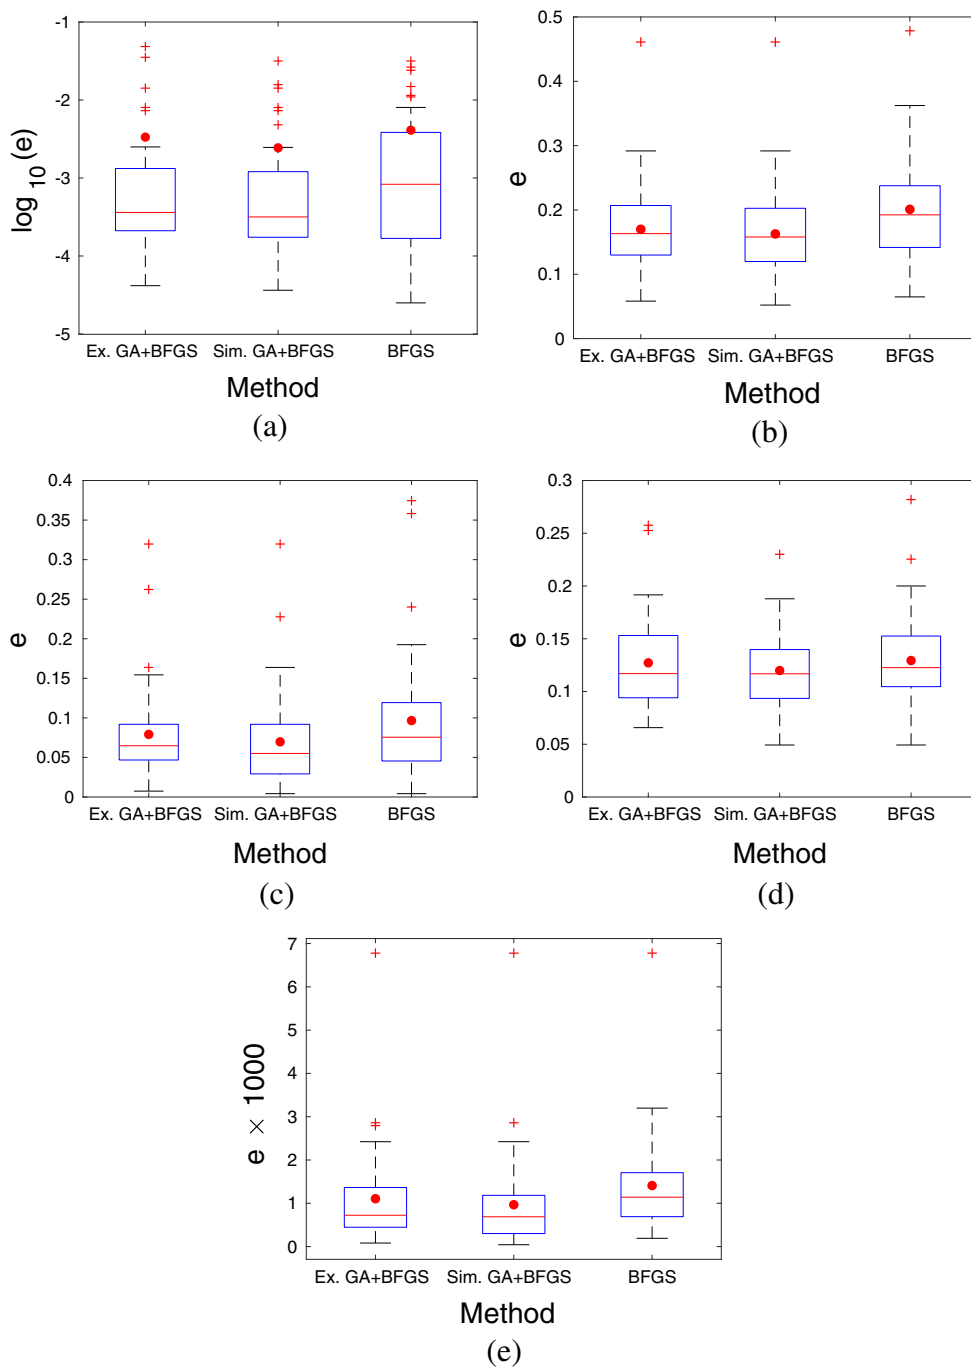 -1
-2
-3
-4
-5
log10(e)
Ex. GA+BFGS Sim. GA+BFGS BFGS
Method
(a)
0.5
0.4
0.3
0.2
0.1
0
e
Ex. GA+BFGS Sim. GA+BFGS BFGS
Method
(b)
0.4
0.35
0.3
0.25
0.2
0.15
0.1
0.05
0
e
Ex. GA+BFGS Sim. GA+BFGS BFGS
Method
(c)
0.3
0.25
0.2
0.15
0.1
0.05
0
e
Ex. GA+BFGS Sim. GA+BFGS BFGS
Method
(d)
7
6
5
4
3
2
1
0
e × 1000
Ex. GA+BFGS Sim. GA+BFGS BFGS
Method
(e)